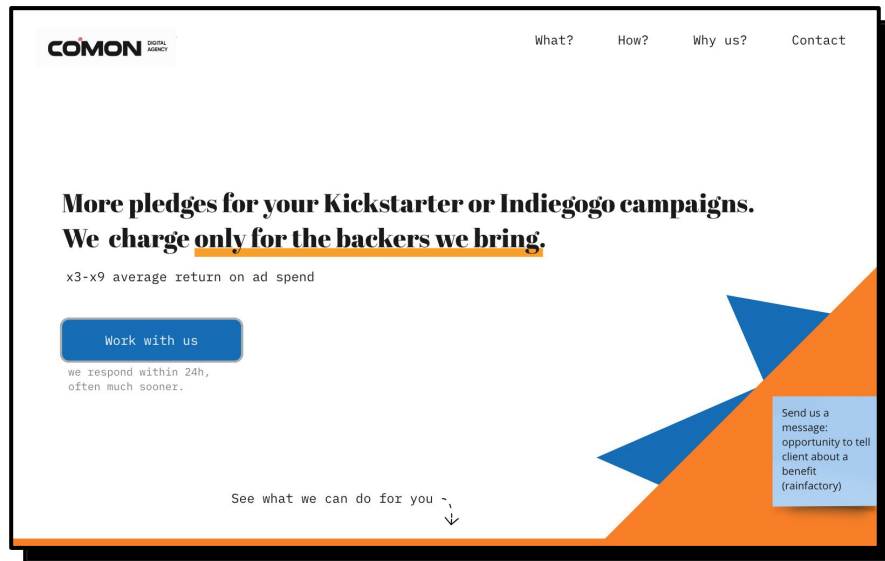 COMON DIGITAL
AGENCY
What? How? Why us? Contact
More pledges for your Kickstarter or Indiegogo campaigns.
We charge only for the backers we bring.
x3-x9 average return on ad spend
Work with us
we respond within 24h,
often much sooner.
Send us a
message:
opportunity to tell
client about a
benefit
(rainfactory)
See what we can do for you